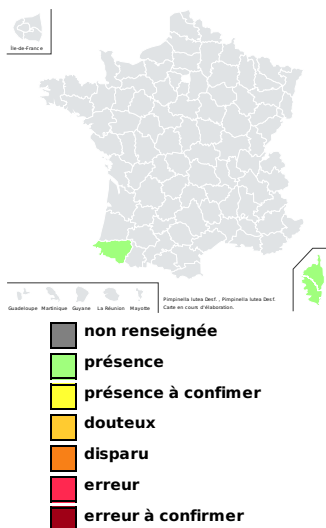 Île-de-France
Guadeloupe Martinique Guyane La Réunion Mayotte
Pimpinella lutea Desf. , Pimpinella lutea Desf.
Carte en cours d'élaboration.
non renseignée
présence
présence à confimer
douteux
disparu
erreur
erreur à confirmer